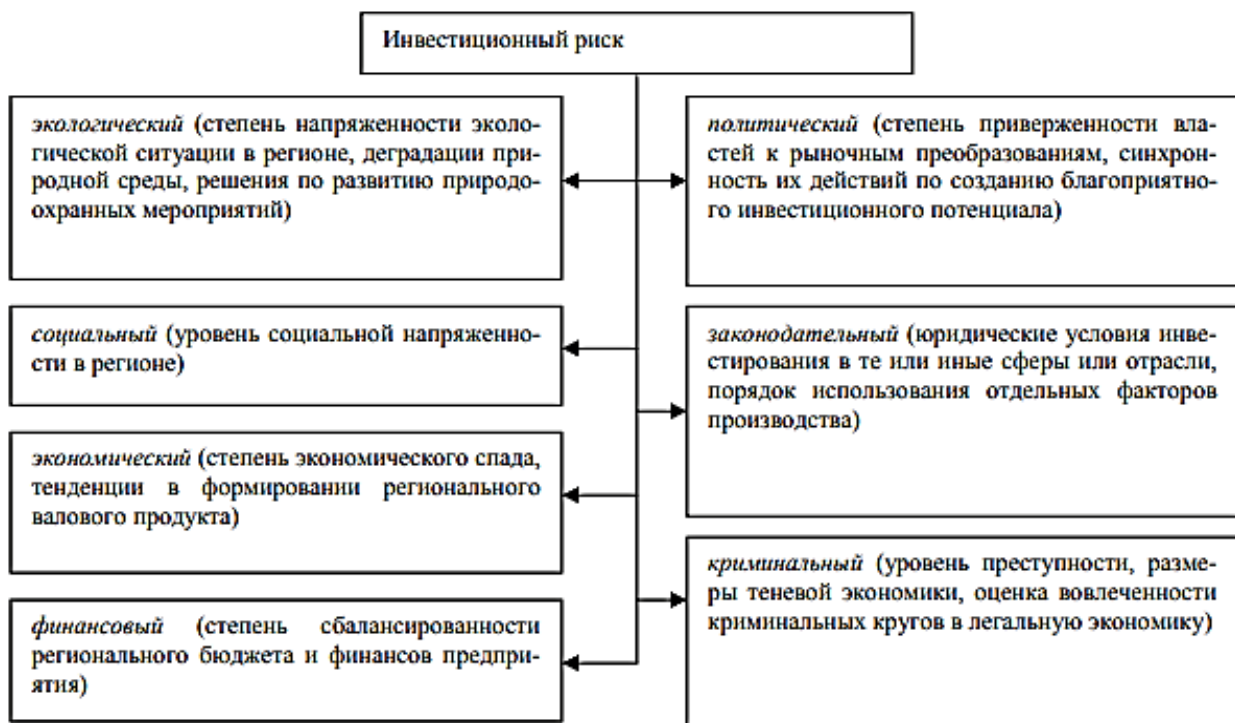 Инвестиционный риск
экологический (степень напряженности эколо-
гической ситуации в регионе, деградации при-
родной среды, решения по развитию природо-
охранных мероприятий)
социальный (уровень социальной напряженно-
сти в регионе)
экономический (степень экономического спада,
тенденции в формировании регионального
валового продукта)
финансовый (степень сбалансированности
регионального бюджета и финансов предпри-
ятия)
политический (степень приверженности вла-
стей к рыночным преобразованиям, синхрон-
ность их действий по созданию благоприятно-
го инвестиционного потенциала)
законодательный (юридические условия инве-
стирования в те или иные сферы или отрасли,
порядок использования отдельных факторов
производства)
криминальный (уровень преступности, разме-
ры теневой экономики, оценка вовлеченности
криминальных кругов в легальную экономику)